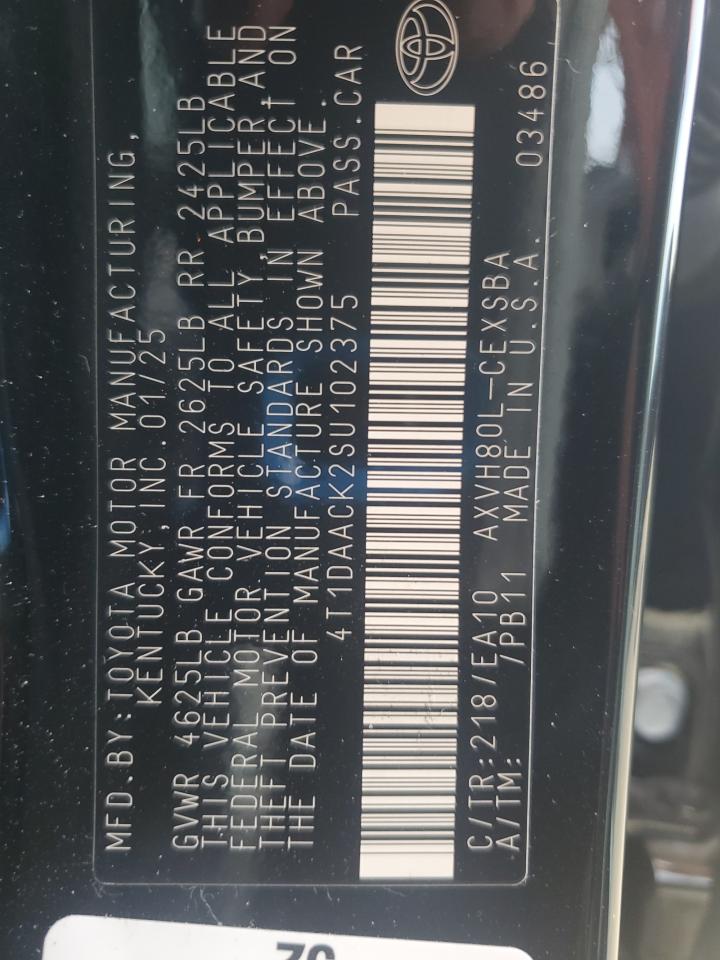 MFD.BY:TOYOTA MOTOR MANUFACTURING,
KENTUCKY,INC.01/25
GVWR 4625LB GAWR FR 2625LB RR 2425LB
THIS VEHICLE CONFORMS TO ALL APPLICABLE
FEDERAL MOTOR VEHICLE SAFETY,BUMPER,AND
THEFT PREVENTION STANDARDS IN EFFECT ON
THE DATE OF MANUFACTURE SHOWN ABOVE.
4T1DAACK2SU102375 PASS.CAR
C/TR:218/EA10 AXVH80L-CEXSBA 03486
A/TM: /PB11 MADE IN U.S.A.